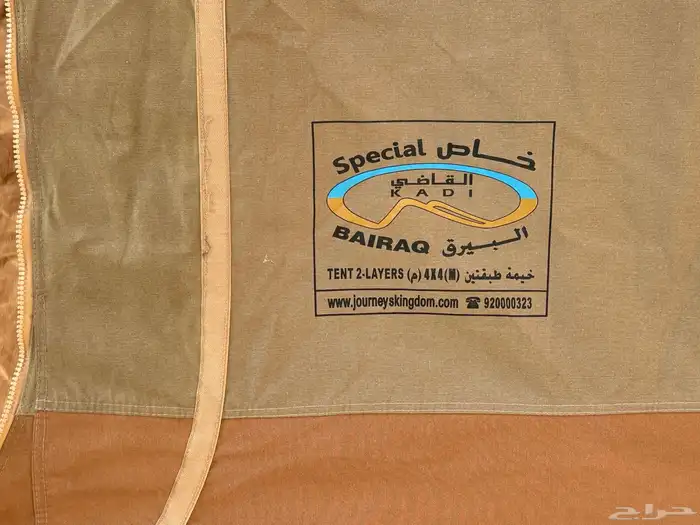 Special خاص
القاضي
KADI
BAIRAQ البيرق
TENT 2-LAYERS (م) 4X4(M) خيمة طبقتين
www.journeyskingdom.com ☎ 920000323
حراج